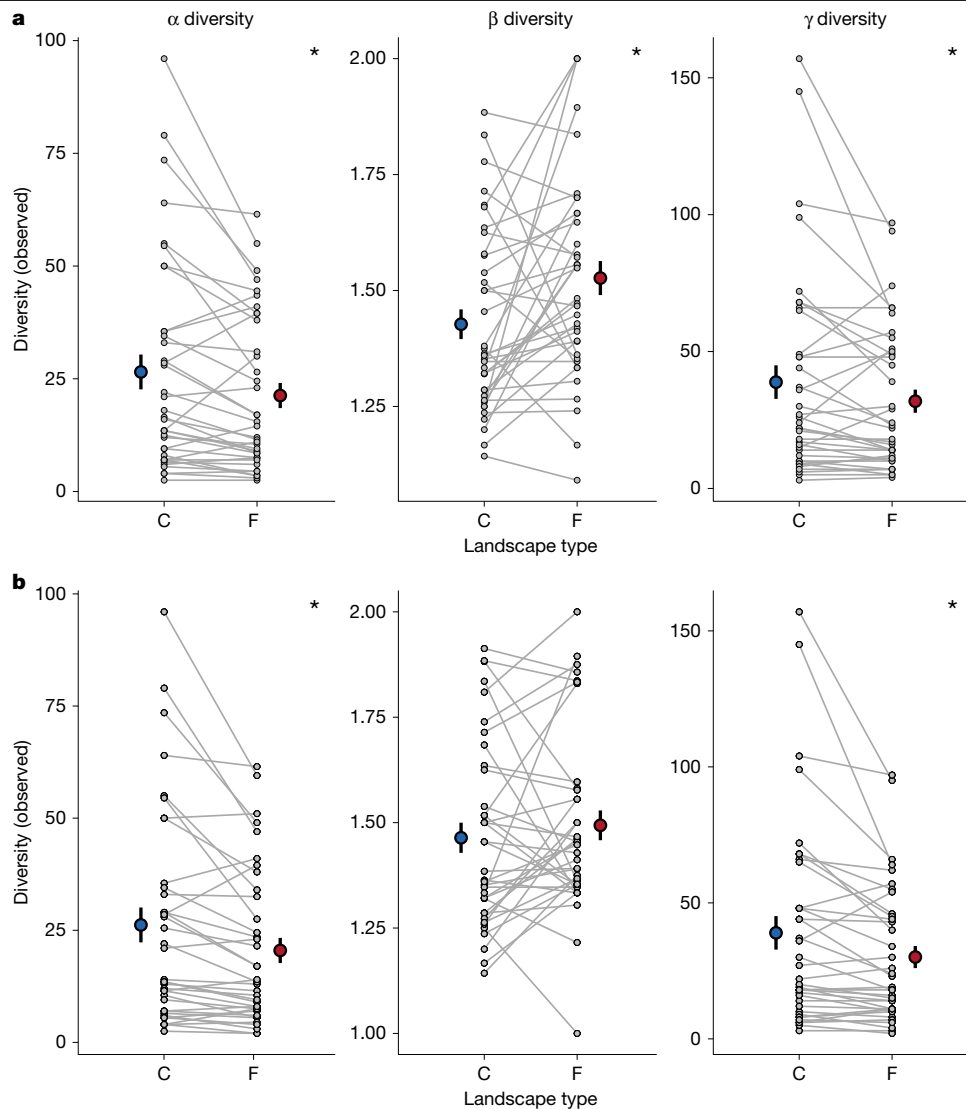 a
α diversity
β diversity
γ diversity
Diversity (observed)
100
75
50
25
0
*
C
F
2.00
1.75
1.50
1.25
*
C
F
Landscape type
150
100
50
0
*
C
F
b
Diversity (observed)
100
75
50
25
0
*
C
F
2.00
1.75
1.50
1.25
1.00
C
F
Landscape type
150
100
50
0
*
C
F